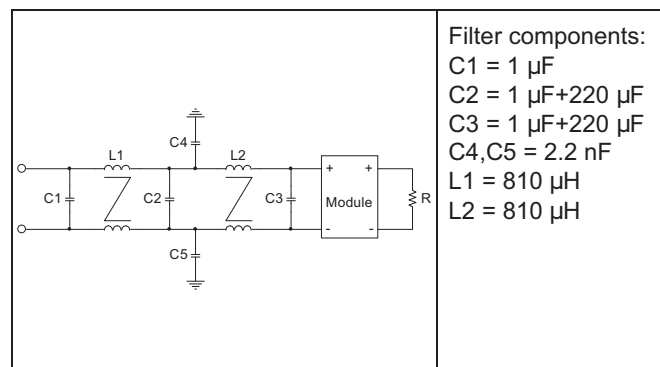 Filter components:
C1 = 1 µF
C2 = 1 µF+220 µF
C3 = 1 µF+220 µF
C4,C5 = 2.2 nF
L1 = 810 µH
L2 = 810 µH
C4
L1
L2
C1
C2
C3
C5
+ +
Module
- -
R